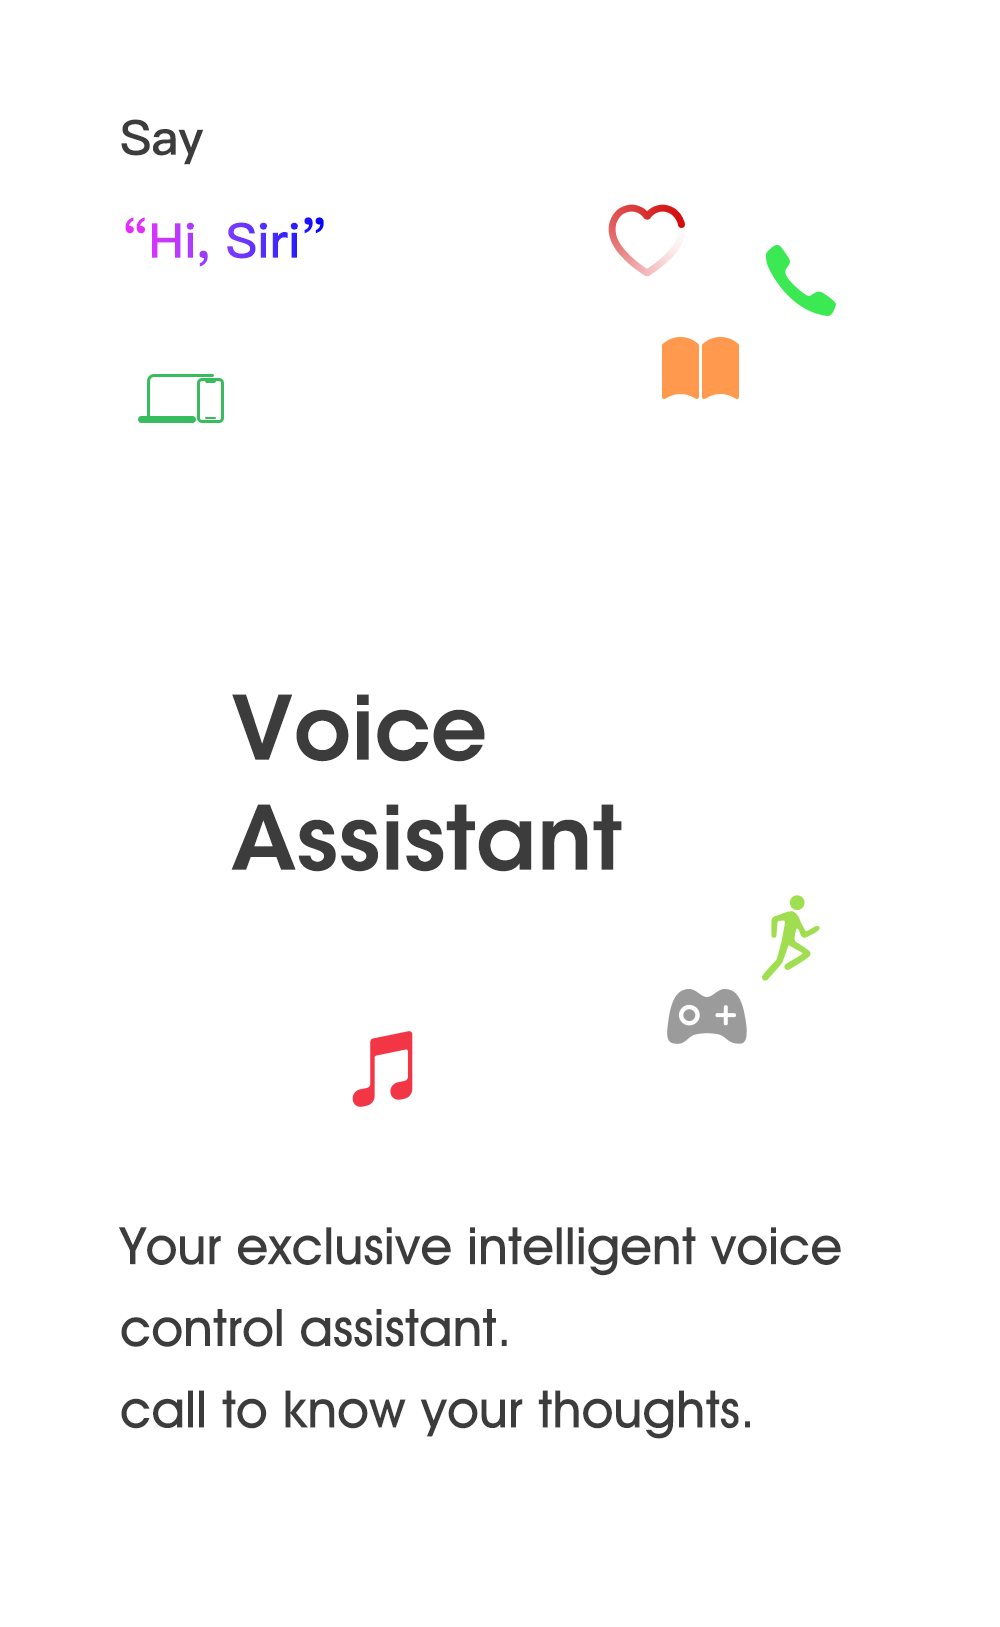 Say
“Hi, Siri”
Voice
Assistant
Your exclusive intelligent voice
control assistant.
call to know your thoughts.